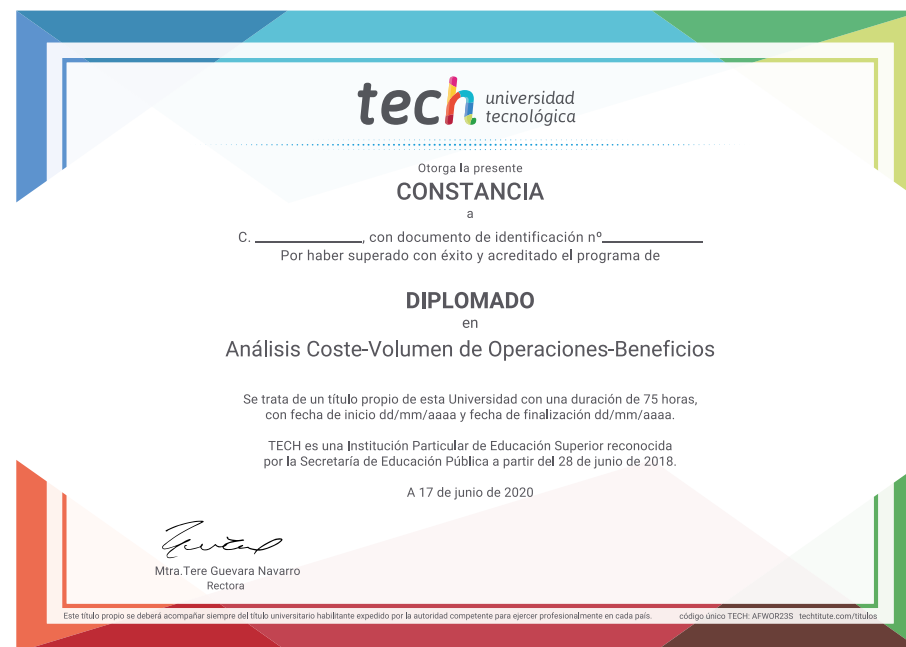 tech universidad
tecnológica
Otorga la presente
CONSTANCIA
a
C. ____________, con documento de identificación nº____________
Por haber superado con éxito y acreditado el programa de
DIPLOMADO
en
Análisis Coste-Volumen de Operaciones-Beneficios
Se trata de un título propio de esta Universidad con una duración de 75 horas,
con fecha de inicio dd/mm/aaaa y fecha de finalización dd/mm/aaaa.
TECH es una Institución Particular de Educación Superior reconocida
por la Secretaría de Educación Pública a partir del 28 de junio de 2018.
A 17 de junio de 2020
Mtra.Tere Guevara Navarro
Rectora
Este título propio se deberá acompañar siempre del título universitario habilitante expedido por la autoridad competente para ejercer profesionalmente en cada país. código único TECH: AFWOR23S techtitute.com/titulos